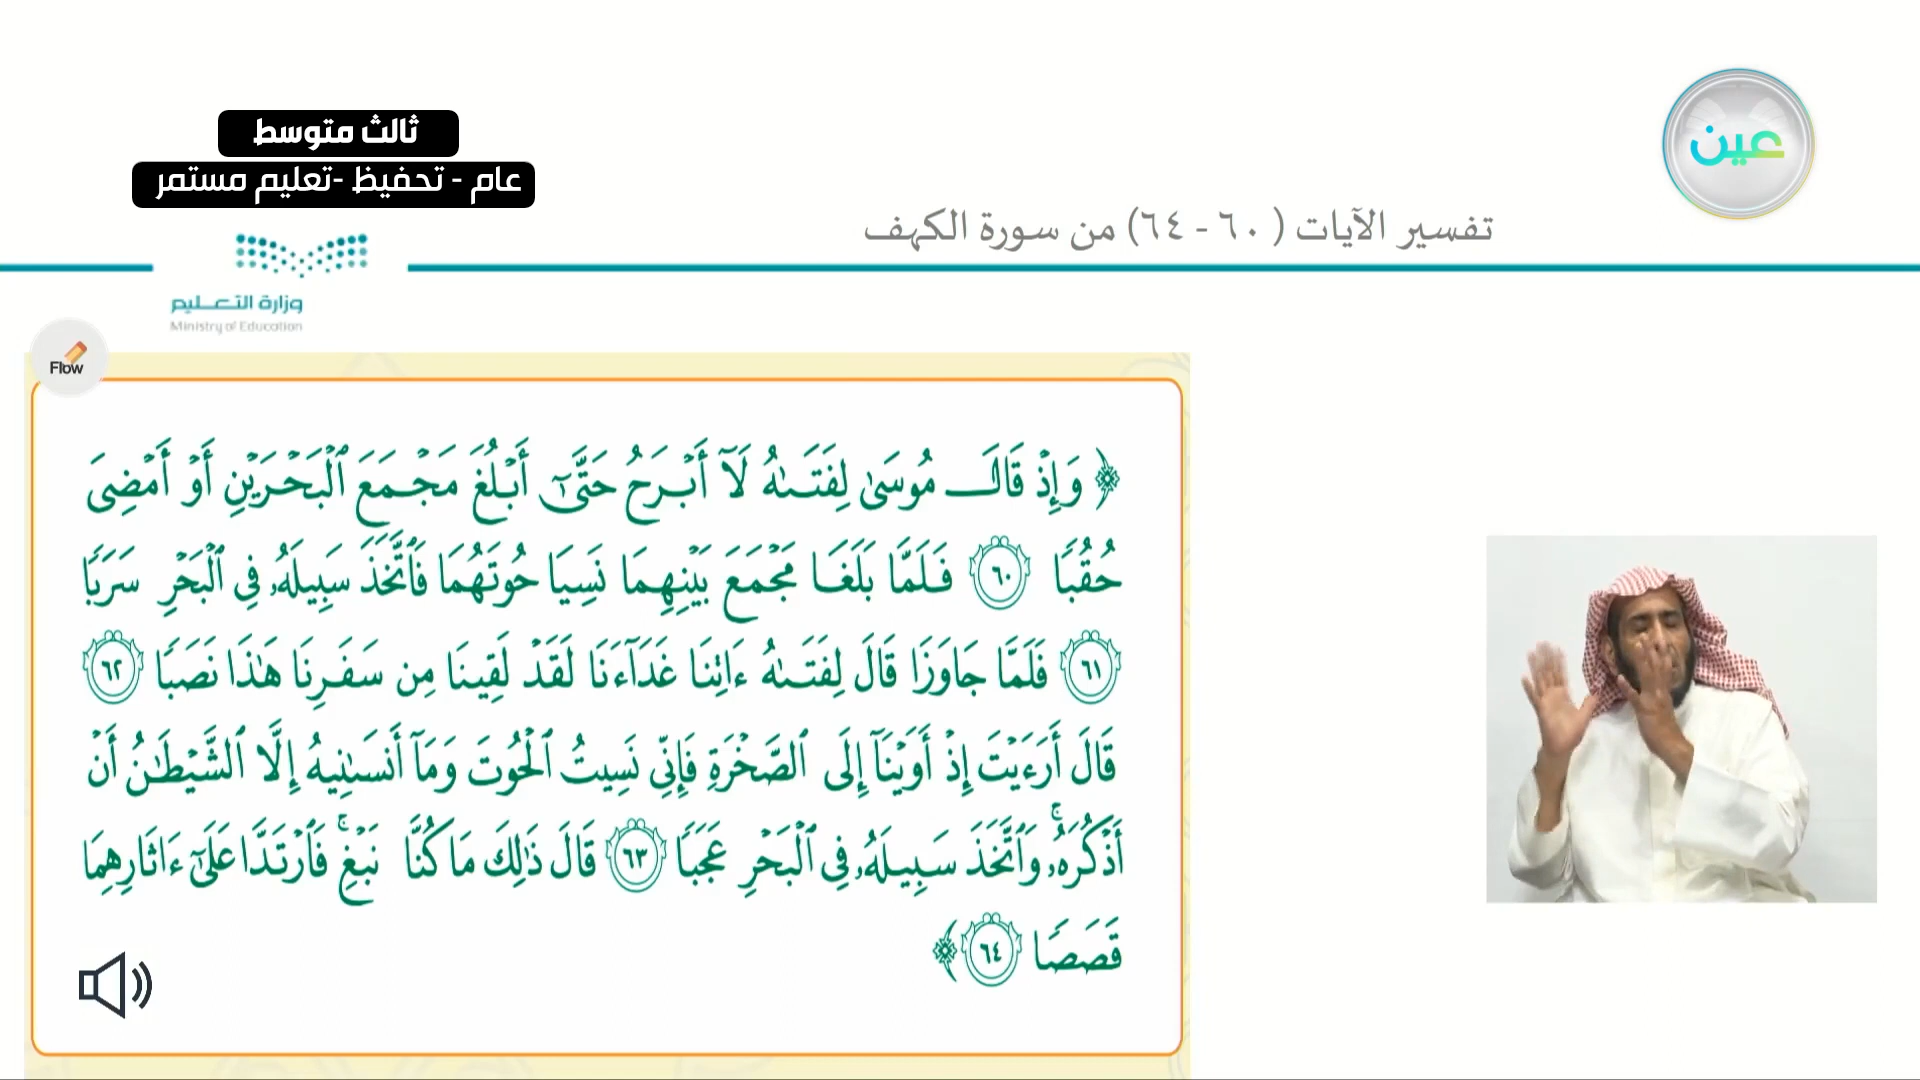 عين
ثالث متوسط
عام - تحفيظ -تعليم مستمر
تفسير الآيات ( ٦٠ - ٦٤) من سورة الكهف
وزارة التعـــليم
Ministry of Education
Flow
﴿ وَإِذۡ قَالَ مُوسَىٰ لِفَتَىٰهُ لَآ أَبۡرَحُ حَتَّىٰٓ أَبۡلُغَ مَجۡمَعَ ٱلۡبَحۡرَيۡنِ أَوۡ أَمۡضِيَ
حُقُبٗا ٦٠ فَلَمَّا بَلَغَا مَجۡمَعَ بَيۡنِهِمَا نَسِيَا حُوتَهُمَا فَٱتَّخَذَ سَبِيلَهُۥ فِي ٱلۡبَحۡرِ سَرَبٗا
٦١ فَلَمَّا جَاوَزَا قَالَ لِفَتَىٰهُ ءَاتِنَا غَدَآءَنَا لَقَدۡ لَقِينَا مِن سَفَرِنَا هَٰذَا نَصَبٗا ٦٢
قَالَ أَرَءَيۡتَ إِذۡ أَوَيۡنَآ إِلَى ٱلصَّخۡرَةِ فَإِنِّي نَسِيتُ ٱلۡحُوتَ وَمَآ أَنسَىٰنِيهُ إِلَّا ٱلشَّيۡطَٰنُ أَنۡ
أَذۡكُرَهُۥۚ وَٱتَّخَذَ سَبِيلَهُۥ فِي ٱلۡبَحۡرِ عَجَبٗا ٦٣ قَالَ ذَٰلِكَ مَا كُنَّا نَبۡغِۚ فَٱرۡتَدَّا عَلَىٰٓ ءَاثَارِهِمَا
قَصَصٗا ٦٤ ﴾